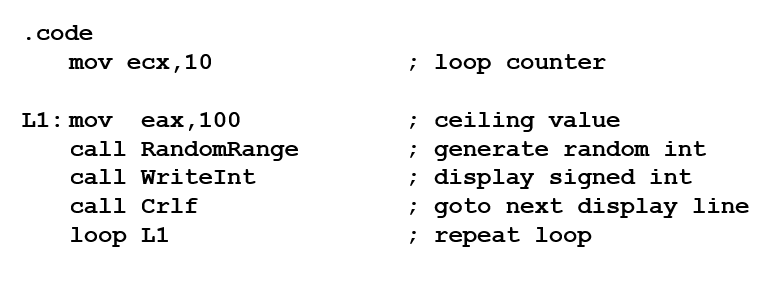 .code
mov ecx,10 ; loop counter
L1: mov eax,100 ; ceiling value
call RandomRange ; generate random int
call WriteInt ; display signed int
call Crlf ; goto next display line
loop L1 ; repeat loop